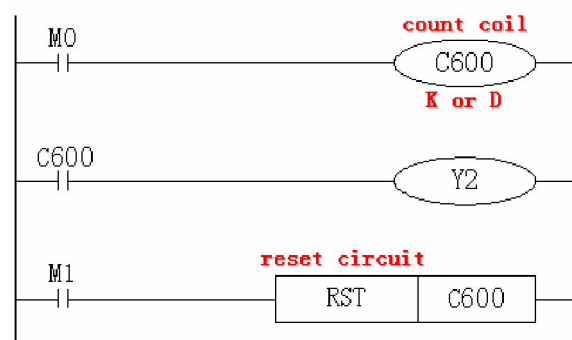 count coil
M0
C600
K or D
C600
Y2
reset circuit
M1
RST C600